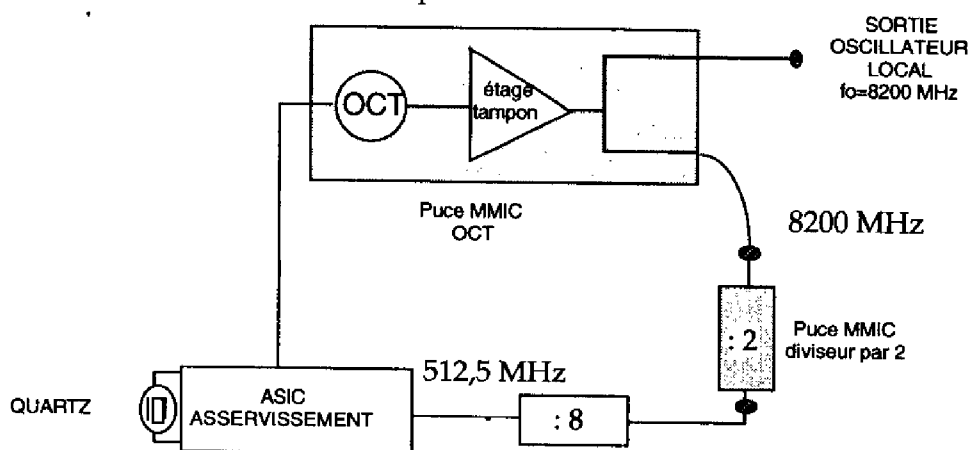 SORTIE
OSCILLATEUR
LOCAL
fo=8200 MHz
OCT
étage
tampon
Puce MMIC
OCT
8200 MHz
: 2
Puce MMIC
diviseur par 2
512,5 MHz
QUARTZ
ASIC
ASSERVISSEMENT
: 8